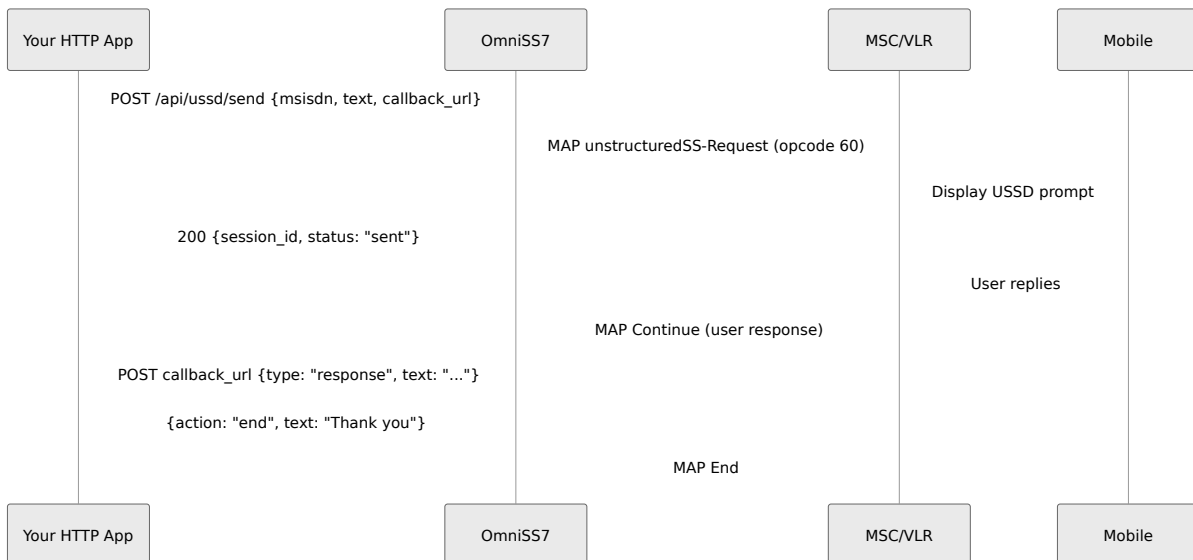 Your HTTP App
OmniSS7
MSC/VLR
Mobile
POST /api/ussd/send {msisdn, text, callback_url}
MAP unstructuredSS-Request (opcode 60)
Display USSD prompt
200 {session_id, status: "sent"}
User replies
MAP Continue (user response)
POST callback_url {type: "response", text: "..."}
{action: "end", text: "Thank you"}
MAP End
Your HTTP App
OmniSS7
MSC/VLR
Mobile